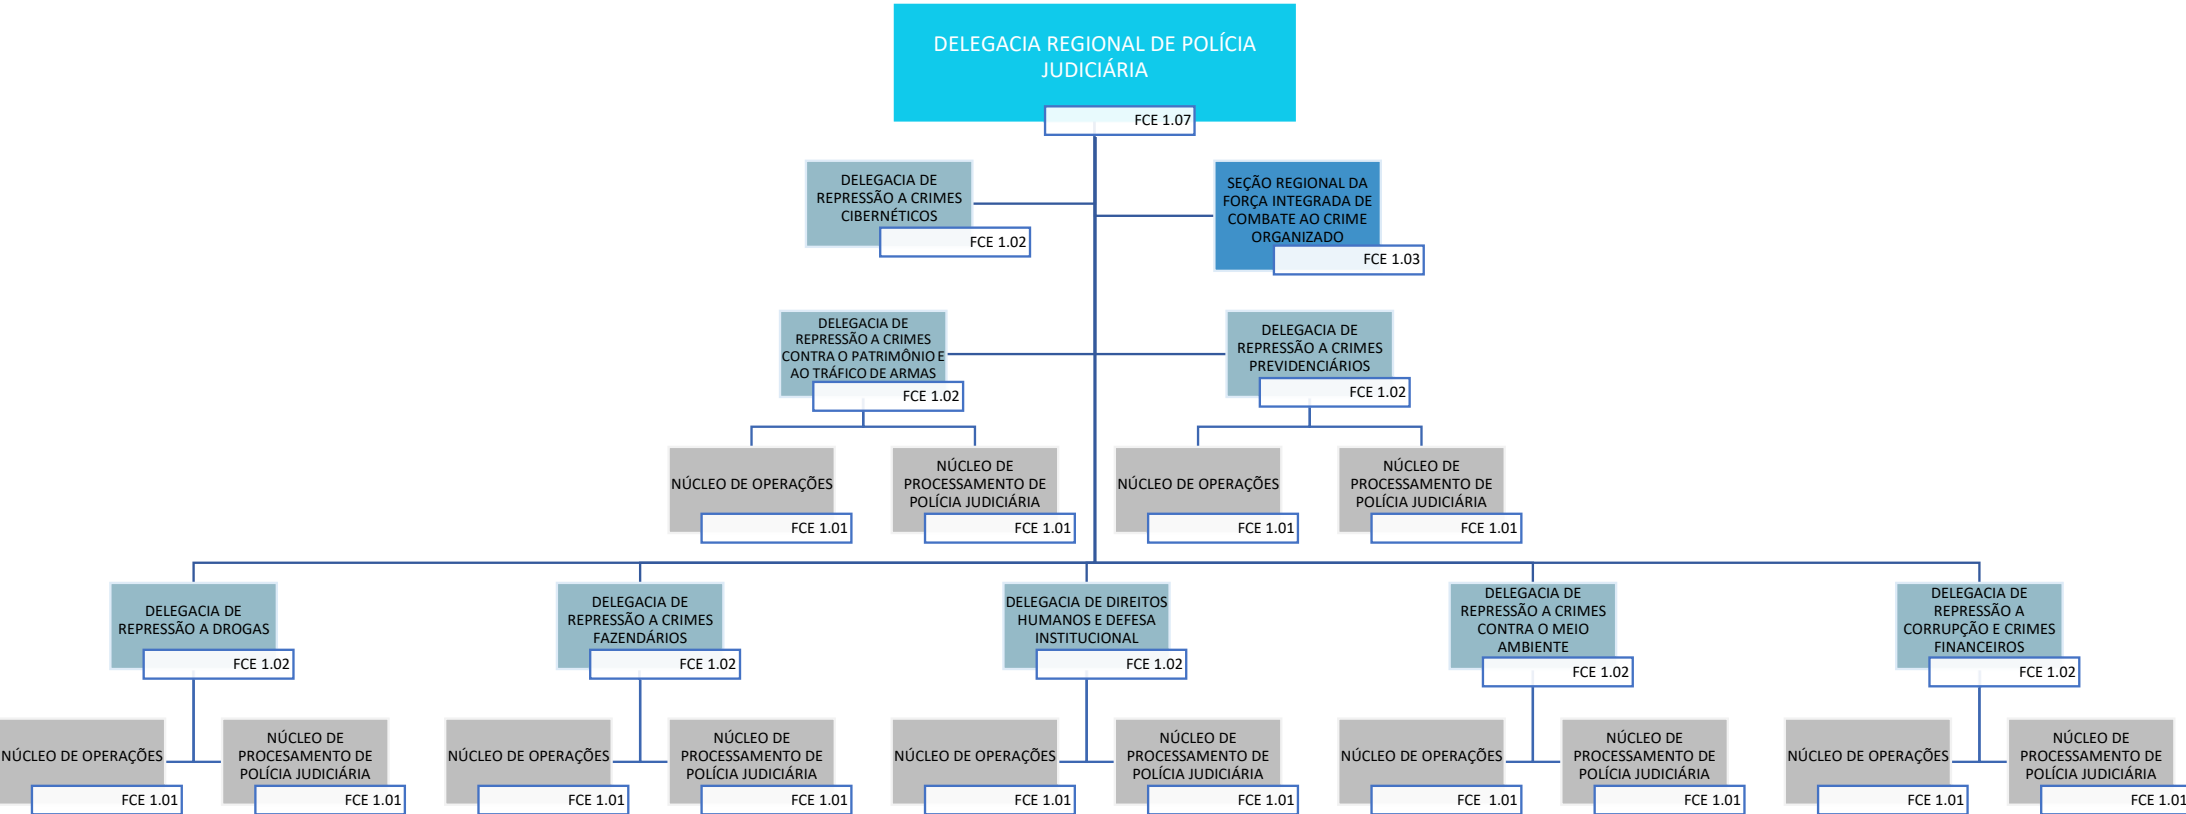 DELEGACIA REGIONAL DE POLÍCIA
JUDICIÁRIA
FCE 1.07
DELEGACIA DE
REPRESSÃO A CRIMES
CIBERNÉTICOS
FCE 1.02
SEÇÃO REGIONAL DA
FORÇA INTEGRADA DE
COMBATE AO CRIME
ORGANIZADO
FCE 1.03
DELEGACIA DE
REPRESSÃO A CRIMES
CONTRA O PATRIMÔNIO E
AO TRÁFICO DE ARMAS
FCE 1.02
DELEGACIA DE
REPRESSÃO A CRIMES
PREVIDENCIÁRIOS
FCE 1.02
NÚCLEO DE OPERAÇÕES
FCE 1.01
NÚCLEO DE
PROCESSAMENTO DE
POLÍCIA JUDICIÁRIA
FCE 1.01
NÚCLEO DE OPERAÇÕES
FCE 1.01
NÚCLEO DE
PROCESSAMENTO DE
POLÍCIA JUDICIÁRIA
FCE 1.01
DELEGACIA DE
REPRESSÃO A DROGAS
FCE 1.02
DELEGACIA DE
REPRESSÃO A CRIMES
FAZENDÁRIOS
FCE 1.02
DELEGACIA DE DIREITOS
HUMANOS E DEFESA
INSTITUCIONAL
FCE 1.02
DELEGACIA DE
REPRESSÃO A CRIMES
CONTRA O MEIO
AMBIENTE
FCE 1.02
DELEGACIA DE
REPRESSÃO A
CORRUPÇÃO E CRIMES
FINANCEIROS
FCE 1.02
NÚCLEO DE OPERAÇÕES
FCE 1.01
NÚCLEO DE
PROCESAMENTO DE
POLÍCIA JUDICIÁRIA
FCE 1.01
NÚCLEO DE OPERAÇÕES
FCE 1.01
NÚCLEO DE
PROCESSAMENTO DE
POLÍCIA JUDICIÁRIA
FCE 1.01
NÚCLEO DE OPERAÇÕES
FCE 1.01
NÚCLEO DE
PROCESSAMENTO DE
POLÍCIA JUDICIÁRIA
FCE 1.01
NÚCLEO DE OPERAÇÕES
FCE 1.01
NÚCLEO DE
PROCESSAMENTO DE
POLÍCIA JUDICIÁRIA
FCE 1.01
NÚCLEO DE OPERAÇÕES
FCE 1.01
NÚCLEO DE
PROCESSAMENTO DE
POLÍCIA JUDICIÁRIA
FCE 1.01